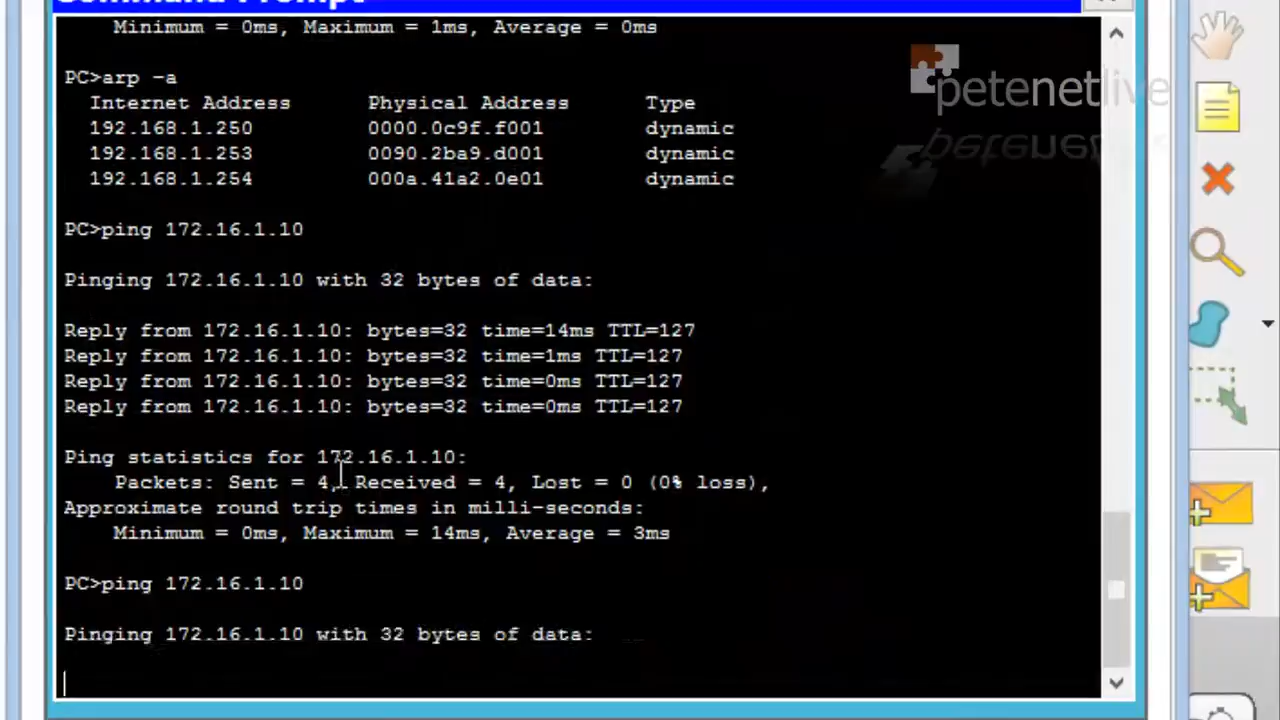 Command Prompt
Minimum = 0ms, Maximum = 1ms, Average = 0ms
PC>arp -a
Internet Address Physical Address Type
192.168.1.250 0000.0c9f.f001 dynamic
192.168.1.253 0090.2ba9.d001 dynamic
192.168.1.254 000a.41a2.0e01 dynamic
PC>ping 172.16.1.10
Pinging 172.16.1.10 with 32 bytes of data:
Reply from 172.16.1.10: bytes=32 time=14ms TTL=127
Reply from 172.16.1.10: bytes=32 time=1ms TTL=127
Reply from 172.16.1.10: bytes=32 time=0ms TTL=127
Reply from 172.16.1.10: bytes=32 time=0ms TTL=127
Ping statistics for 172.16.1.10:
Packets: Sent = 4, Received = 4, Lost = 0 (0% loss),
Approximate round trip times in milli-seconds:
Minimum = 0ms, Maximum = 14ms, Average = 3ms
PC>ping 172.16.1.10
Pinging 172.16.1.10 with 32 bytes of data:
petenetlive